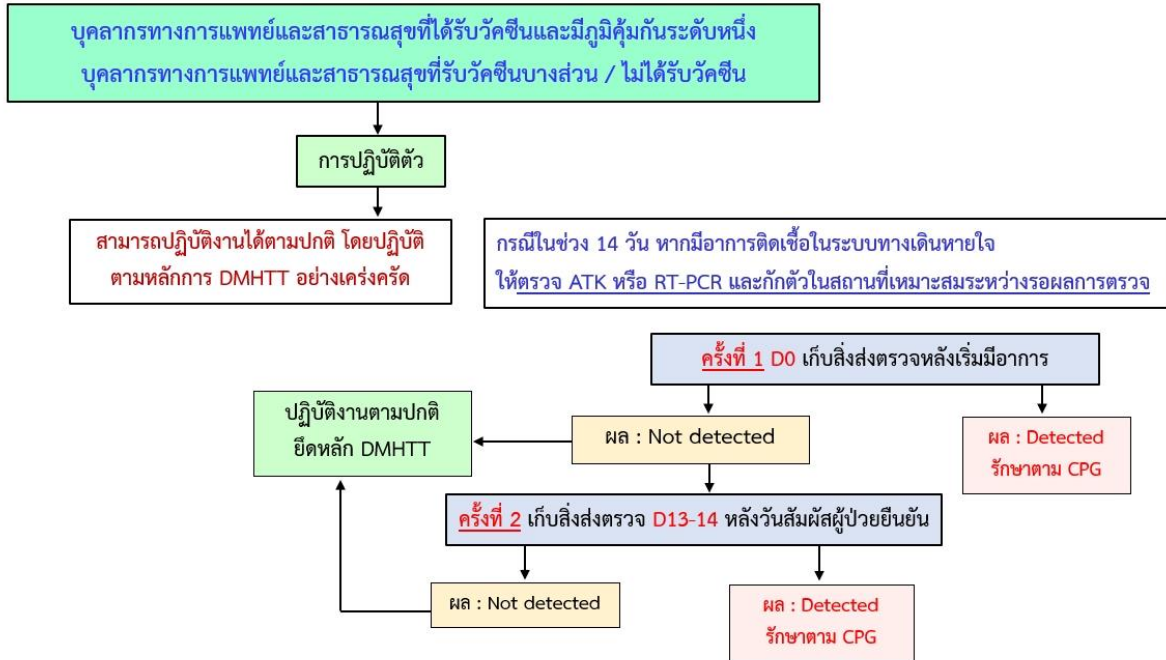 บุคลากรทางการแพทย์และสาธารณสุขที่ได้รับวัคซีนและมีภูมิคุ้มกันระดับหนึ่ง
บุคลากรทางการแพทย์และสาธารณสุขที่รับวัคซีนบางส่วน / ไม่ได้รับวัคซีน
การปฏิบัติตัว
สามารถปฏิบัติงานได้ตามปกติ โดยปฏิบัติ
ตามหลักการ DMHTT อย่างเคร่งครัด
กรณีในช่วง 14 วัน หากมีอาการติดเชื้อในระบบทางเดินหายใจ
ให้ตรวจ ATK หรือ RT-PCR และกักตัวในสถานที่เหมาะสมระหว่างรอผลการตรวจ
ครั้งที่ 1 D0 เก็บสิ่งส่งตรวจหลังเริ่มมีอาการ
ปฏิบัติงานตามปกติ
ยึดหลัก DMHTT
ผล : Not detected
ผล : Detected
รักษาตาม CPG
ครั้งที่ 2 เก็บสิ่งส่งตรวจ D13-14 หลังวันสัมผัสผู้ป่วยยืนยัน
ผล : Not detected
ผล : Detected
รักษาตาม CPG